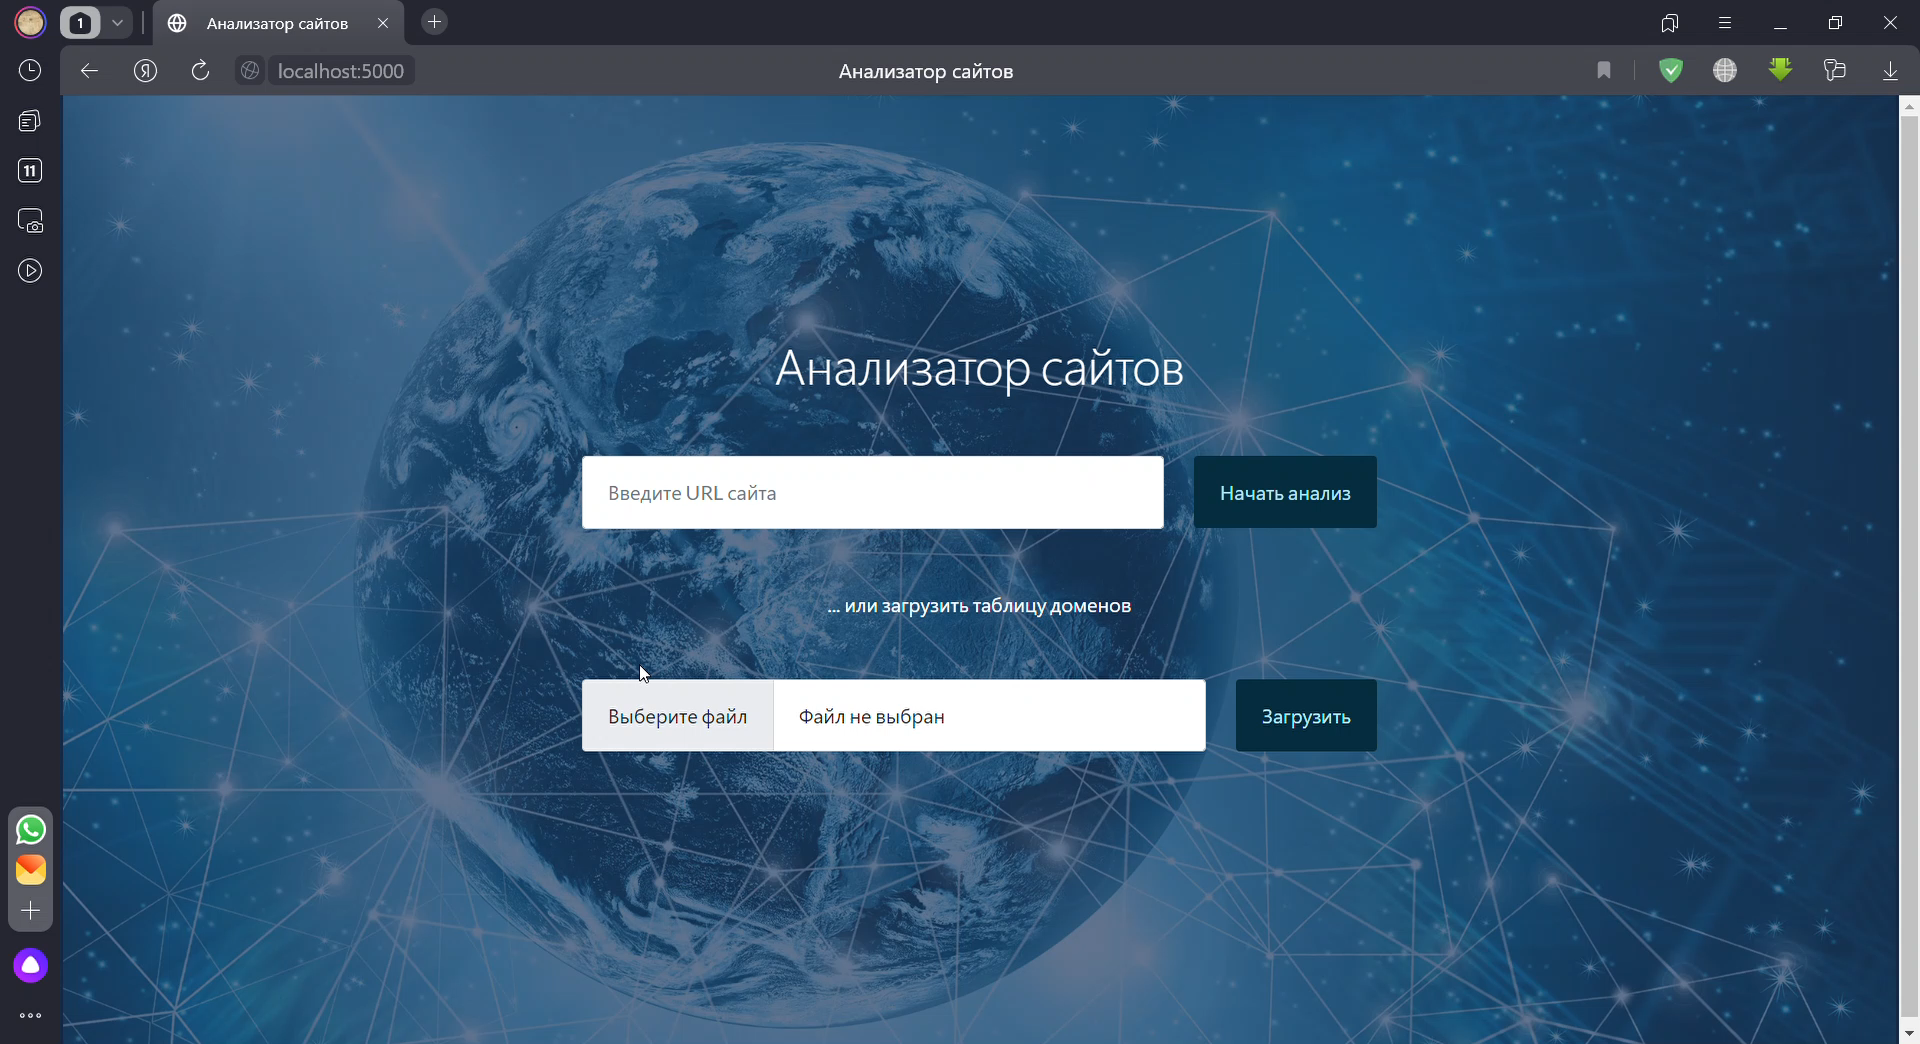 1
Анализатор сайтов
Я
localhost:5000
Анализатор сайтов
11
Анализатор сайтов
Введите URL сайта
Начать анализ
... или загрузить таблицу доменов
Выберите файл
Файл не выбран
Загрузить